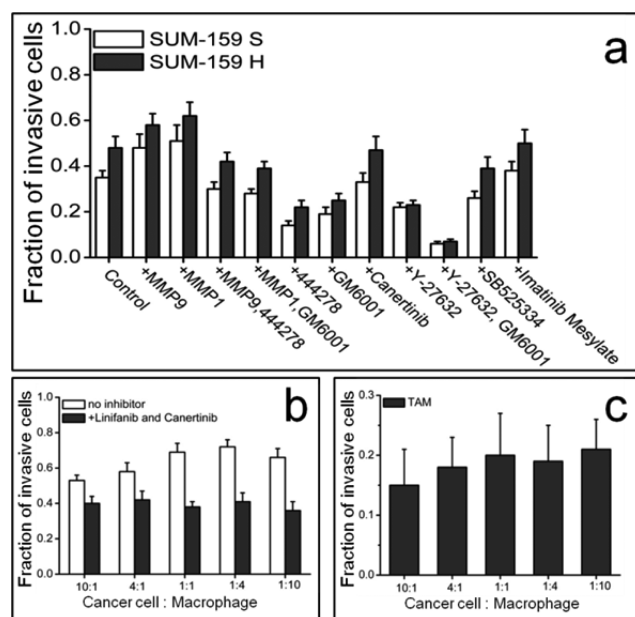 a
SUM-159 S
SUM-159 H
Fraction of invasive cells
1.0
0.8
0.6
0.4
0.2
0.0
Control
+MMP9
+MMP1
+MMP9,444278
+MMP1,GM6001
+444278
+GM6001
+Canertinib
+Y-27632
+Y-27632, GM6001
+SB525334
+Imatinib Mesylate
b
no inhibitor
+Linifanib and Canertinib
Fraction of invasive cells
1.0
0.8
0.6
0.4
0.2
0.0
10:1 4:1 1:1 1:4 1:10
Cancer cell : Macrophage
c
TAM
Fraction of invasive cells
0.3
0.2
0.1
0.0
10:1 4:1 1:1 1:4 1:10
Cancer cell : Macrophage